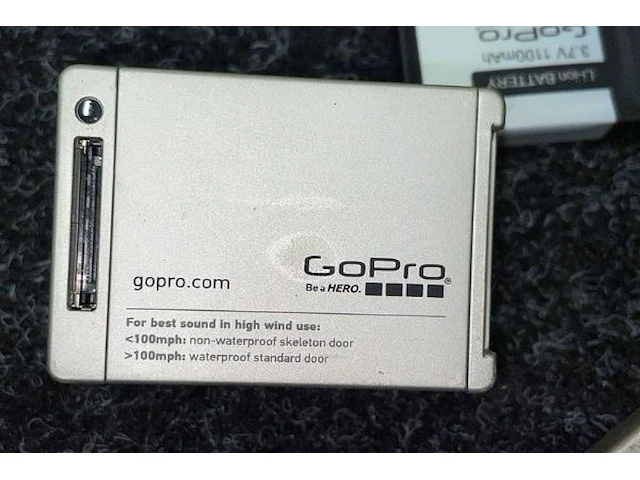 GoPro
3.7V 1100mAh
Li-ion BATTERY
gopro.com
GoPro®
Be a HERO.
For best sound in high wind use:
<100mph: non-waterproof skeleton door
>100mph: waterproof standard door